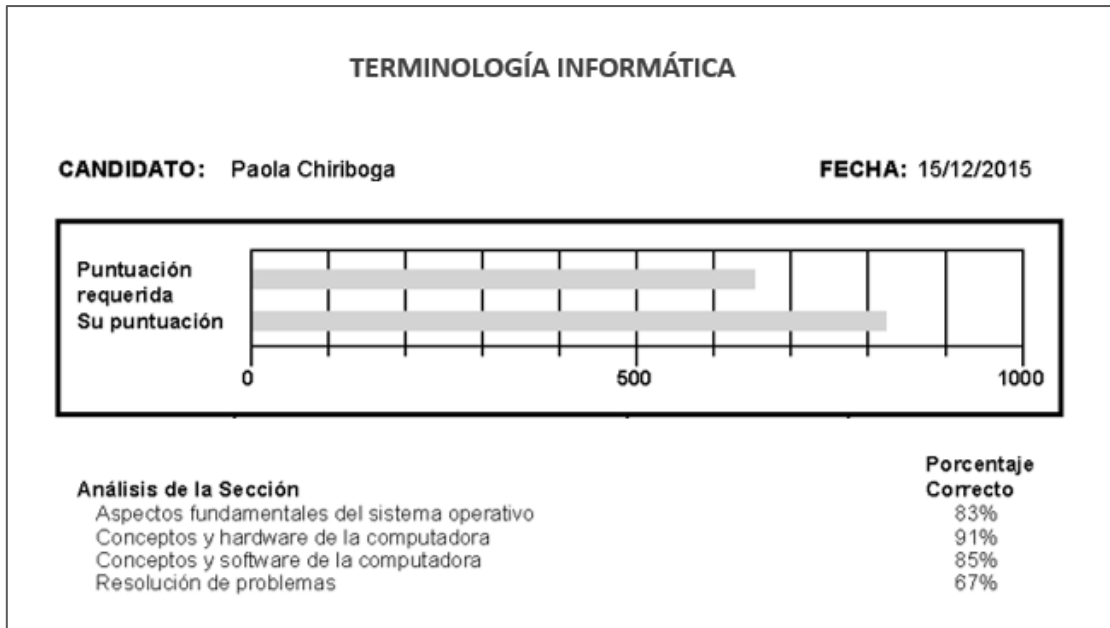 TERMINOLOGÍA INFORMÁTICA
CANDIDATO: Paola Chiriboga FECHA: 15/12/2015
Puntuación
requerida
Su puntuación
0 500 1000
Porcentaje
Análisis de la Sección Correcto
Aspectos fundamentales del sistema operativo 83%
Conceptos y hardware de la computadora 91%
Conceptos y software de la computadora 85%
Resolución de problemas 67%